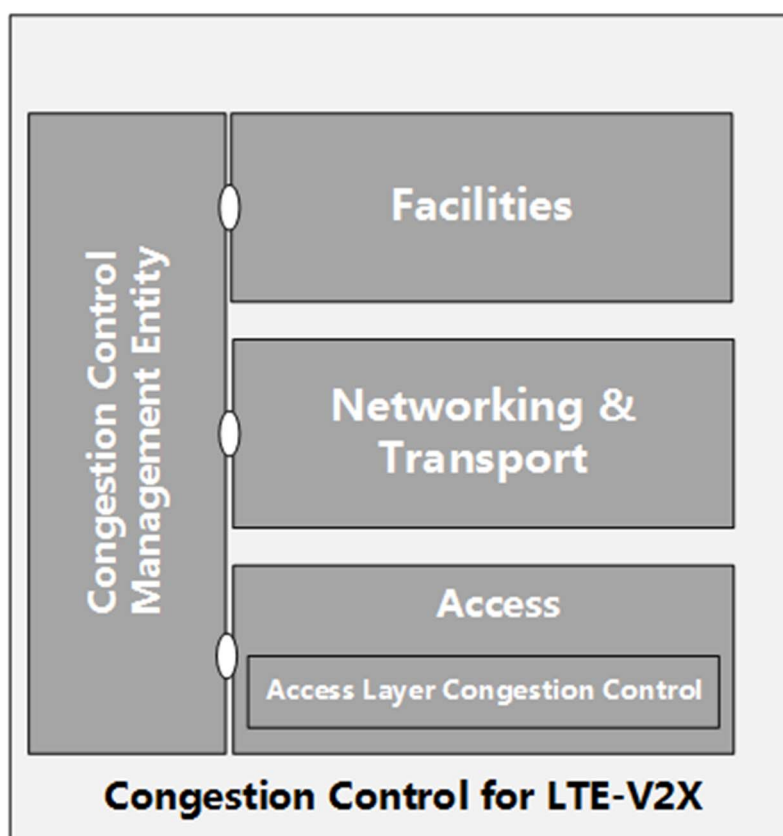 Congestion Control
Management Entity
Facilities
Networking &
Transport
Access
Access Layer Congestion Control
Congestion Control for LTE-V2X